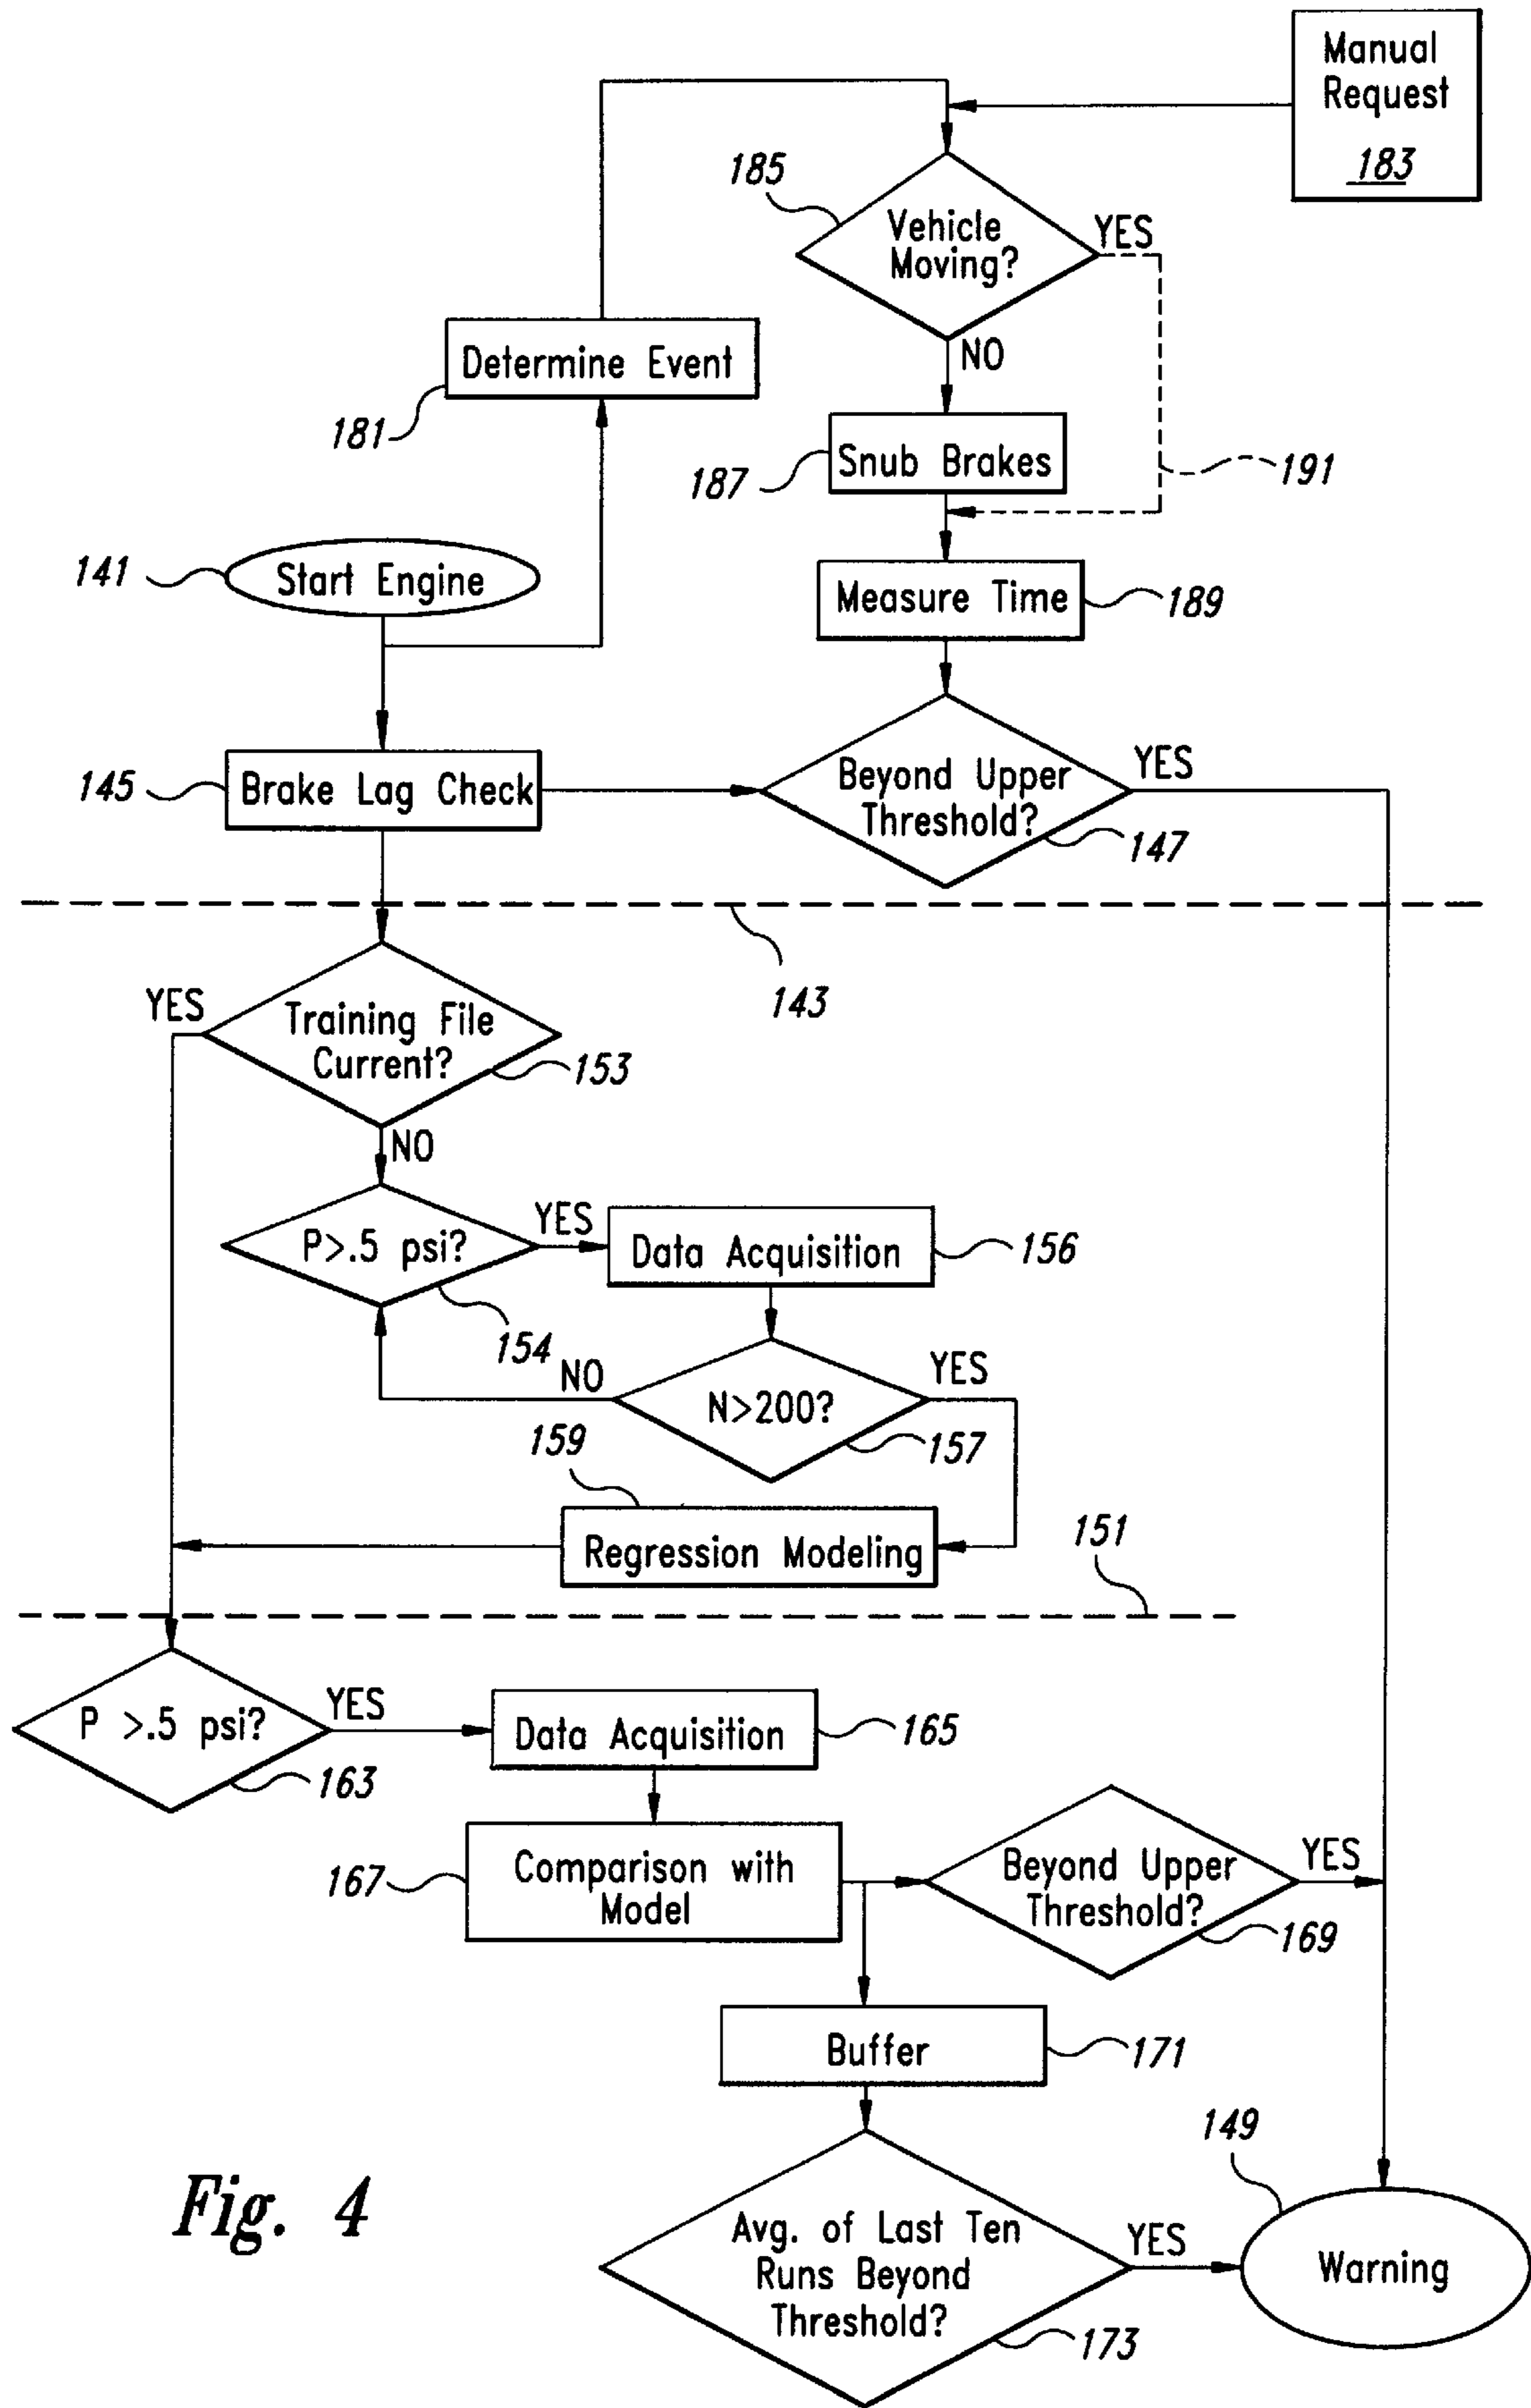 Manual
Request
183
185
Vehicle
Moving?
YES
NO
Determine Event
181
Snub Brakes
187
191
141
Start Engine
Measure Time
189
145
Brake Lag Check
Beyond Upper
Threshold?
YES
147
143
YES
Training File
Current?
153
NO
P>.5 psi?
YES
154
Data Acquisition
156
NO
N>200?
YES
157
159
Regression Modeling
151
P >.5 psi?
YES
163
Data Acquisition
165
167
Comparison with
Model
Beyond Upper
Threshold?
YES
169
Buffer
171
149
Avg. of Last Ten
Runs Beyond
Threshold?
YES
173
Warning
Fig. 4